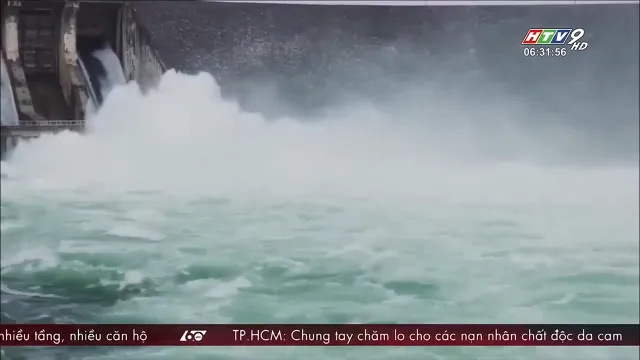 HTV9 HD
06:31:56
nhiều tầng, nhiều căn hộ 60 TP.HCM: Chung tay chăm lo cho các nạn nhân chất độc da cam